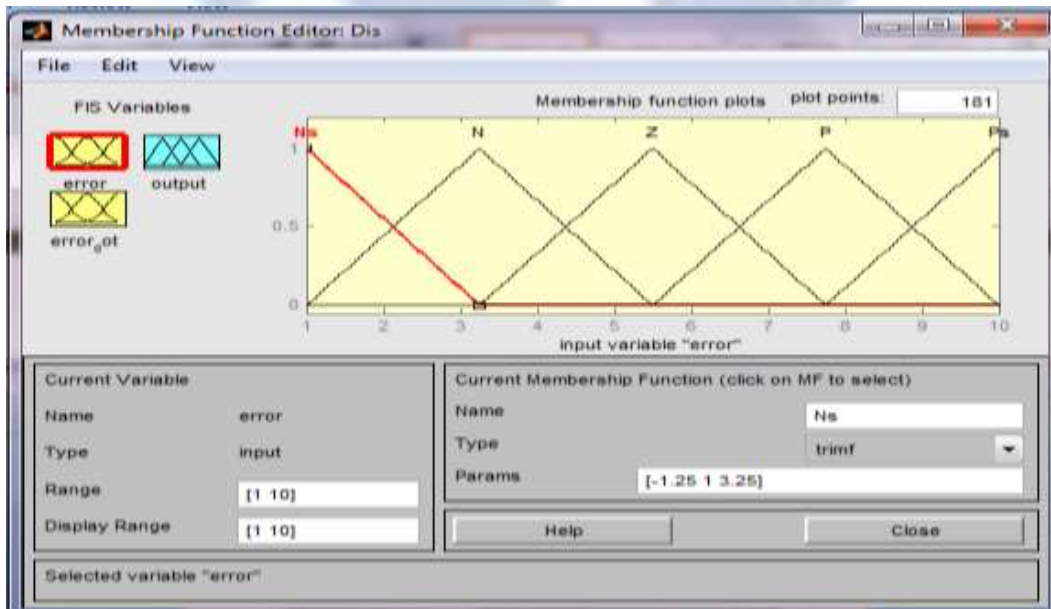 Membership Function Editor: Dis
File Edit View
FIS Variables
Membership function plots plot points: 181
error output
error_dot
Ns N Z P Ps
1
0.5
0
1 2 3 4 5 6 7 8 9 10
input variable "error"
Current Variable
Name error
Type input
Range [1 10]
Display Range [1 10]
Current Membership Function (click on MF to select)
Name Ns
Type trimf
Params [-1.25 1 3.25]
Help Close
Selected variable "error"